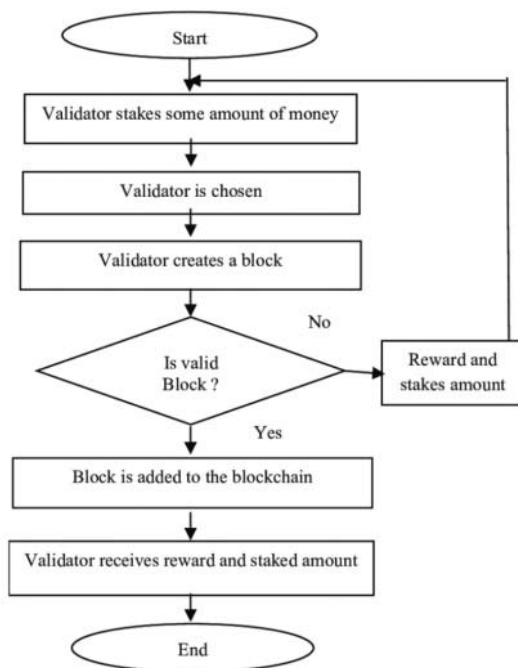 Start
Validator stakes some amount of money
Validator is chosen
Validator creates a block
No
Is valid
Block ?
Reward and
stakes amount
Yes
Block is added to the blockchain
Validator receives reward and staked amount
End